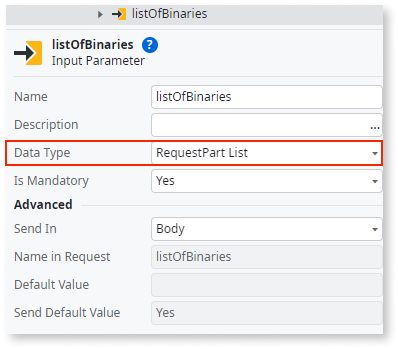 listOfBinaries
listOfBinaries ?
Input Parameter
Name listOfBinaries
Description ...
Data Type RequestPart List
Is Mandatory Yes
Advanced
Send In Body
Name in Request listOfBinaries
Default Value
Send Default Value Yes